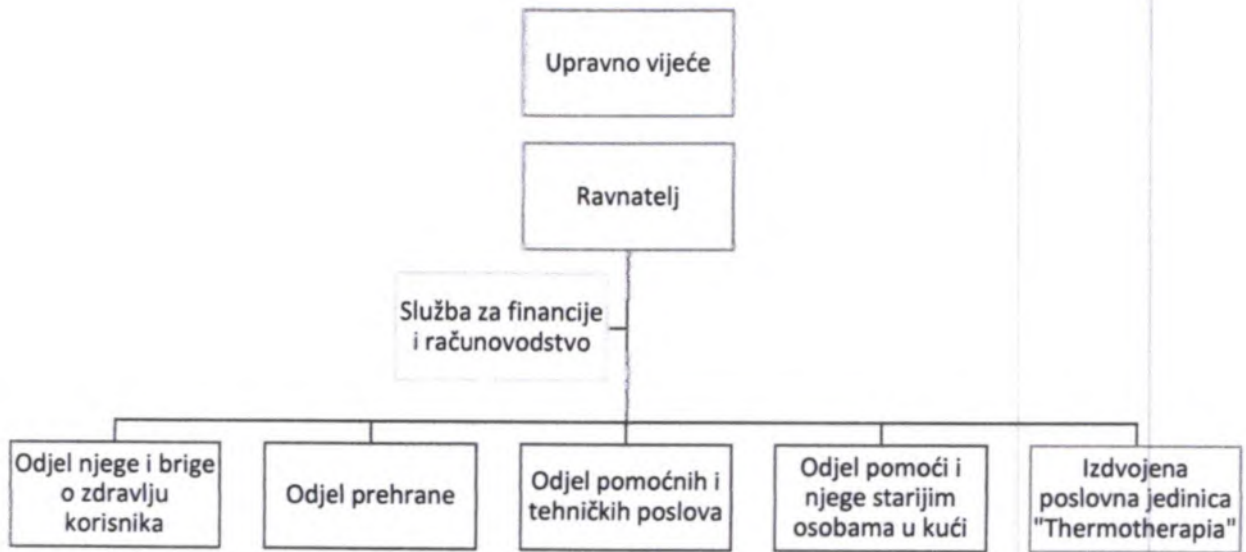 Upravno vijeće
Ravnatelj
Služba za financije
i računovodstvo
Odjel njege i brige
o zdravlju
korisnika
Odjel prehrane
Odjel pomoćnih i
tehničkih poslova
Odjel pomoći i
njege starijim
osobama u kući
Izdvojena
poslovna jedinica
"Thermotherapia"